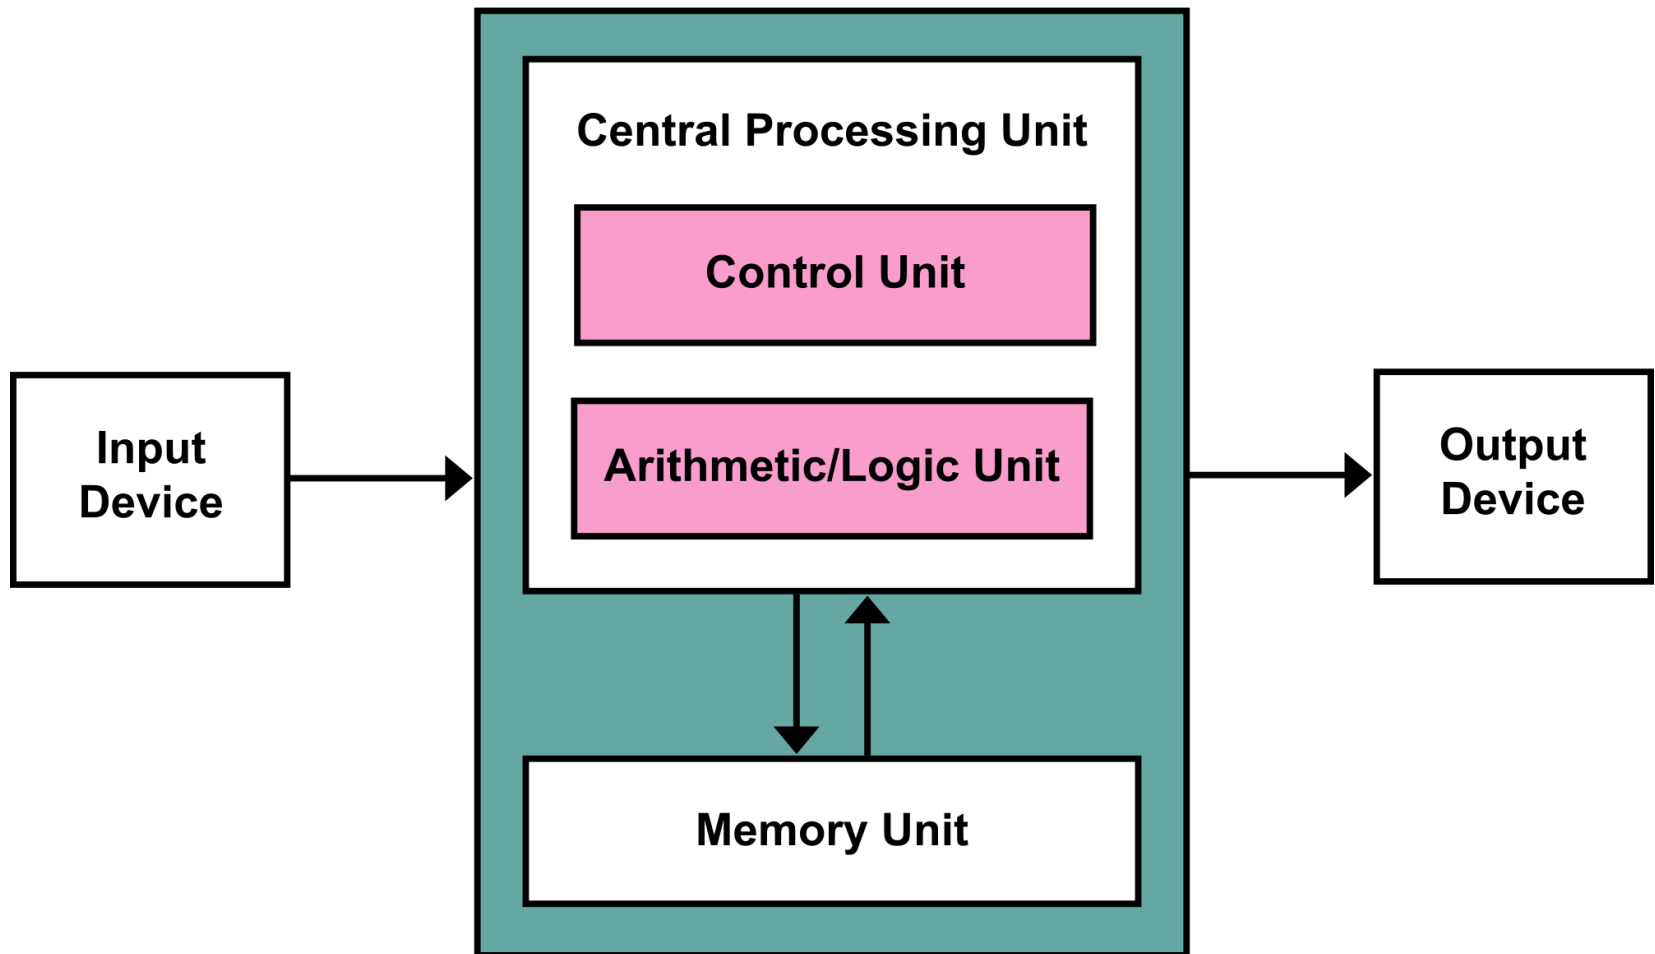 Central Processing Unit
Control Unit
Arithmetic/Logic Unit
Input
Device
Output
Device
Memory Unit